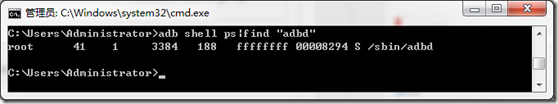 管理员: C:\Windows\system32\cmd.exe
C:\Users\Administrator>adb shell ps|find "adbd"
root 41 1 3384 188 ffffffff 00008294 S /sbin/adbd
C:\Users\Administrator>